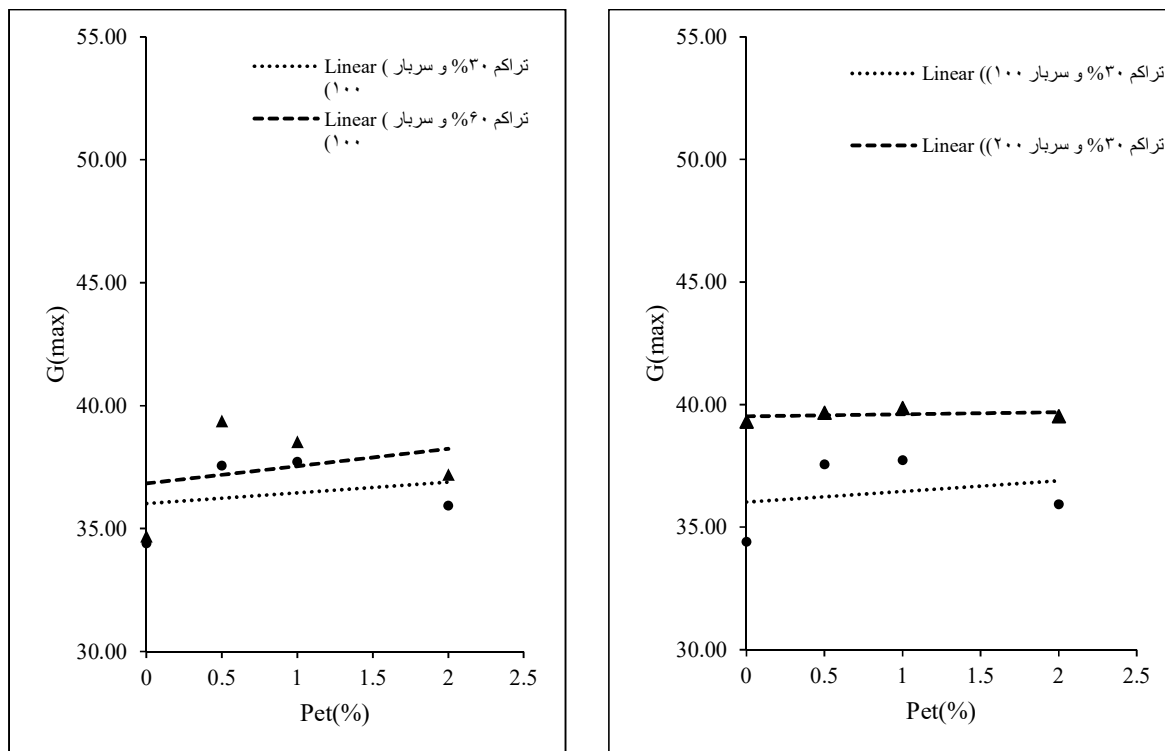 55.00
50.00
45.00
40.00
35.00
30.00
G(max)
0 0.5 1 1.5 2 2.5
Pet(%)
Linear ( تراکم ۳۰% و سربار
(۱۰۰
Linear ( تراکم ۶۰% و سربار
(۱۰۰
55.00
50.00
45.00
40.00
35.00
30.00
G(max)
0 0.5 1 1.5 2 2.5
Pet(%)
Linear ((تراکم ۳۰% و سربار ۱۰۰
Linear ((تراکم ۳۰% و سربار ۲۰۰